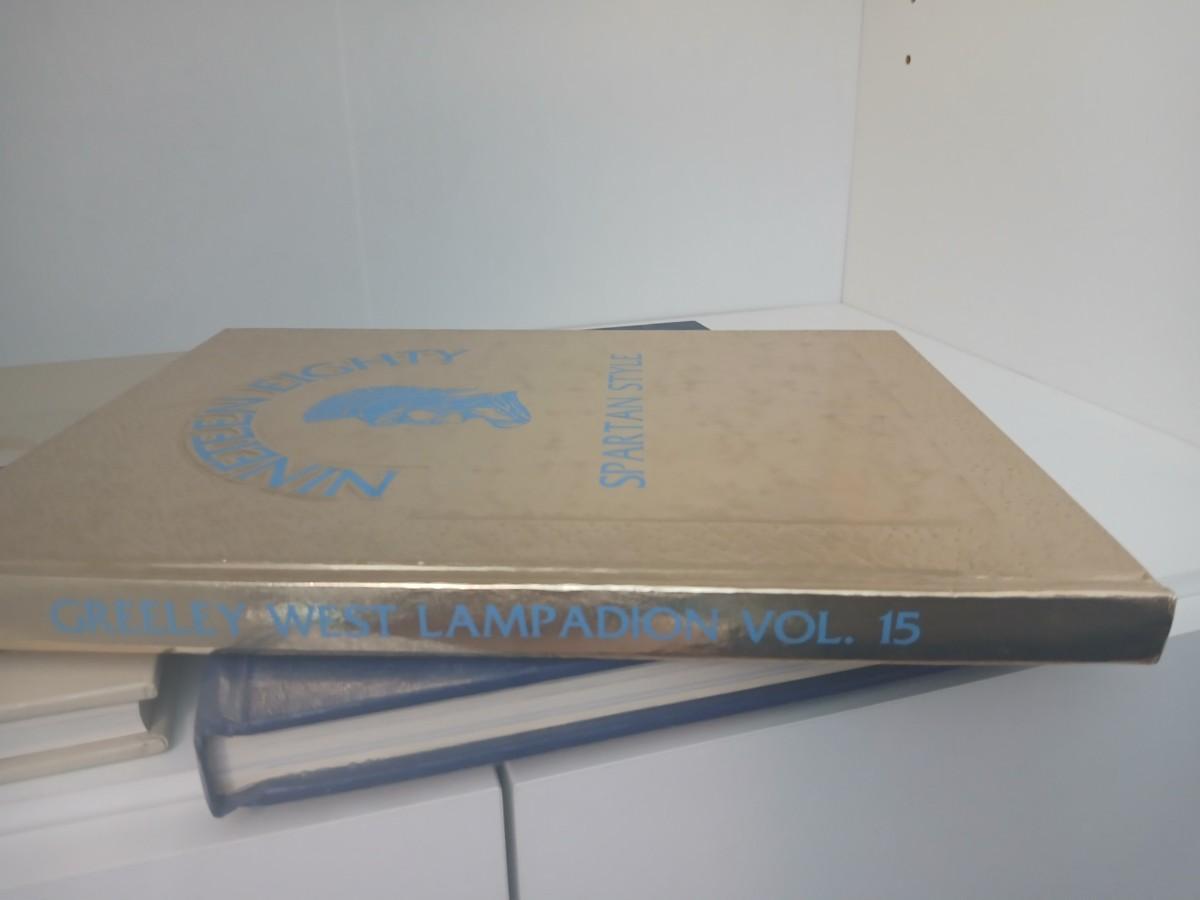 NINETEEN EIGHTY
SPARTAN STYLE
GREELEY WEST LAMPADION VOL. 15